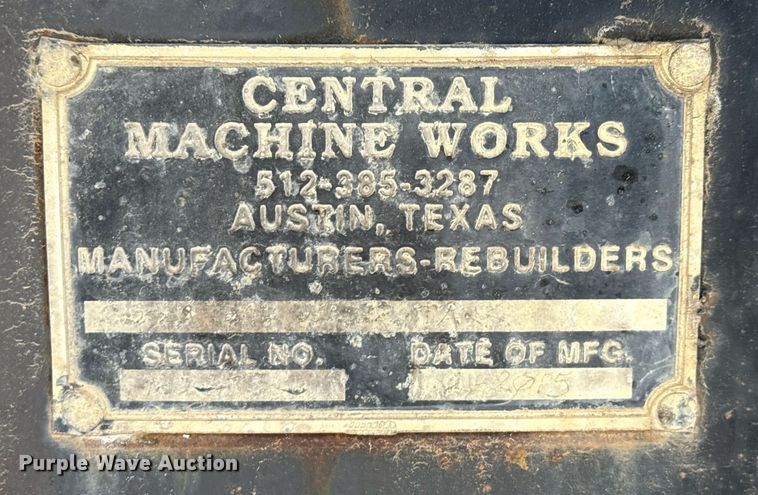 CENTRAL
MACHINE WORKS
512-385-3287
AUSTIN, TEXAS
MANUFACTURERS-REBUILDERS
SERIAL NO. DATE OF MFG.
Purple Wave Auction